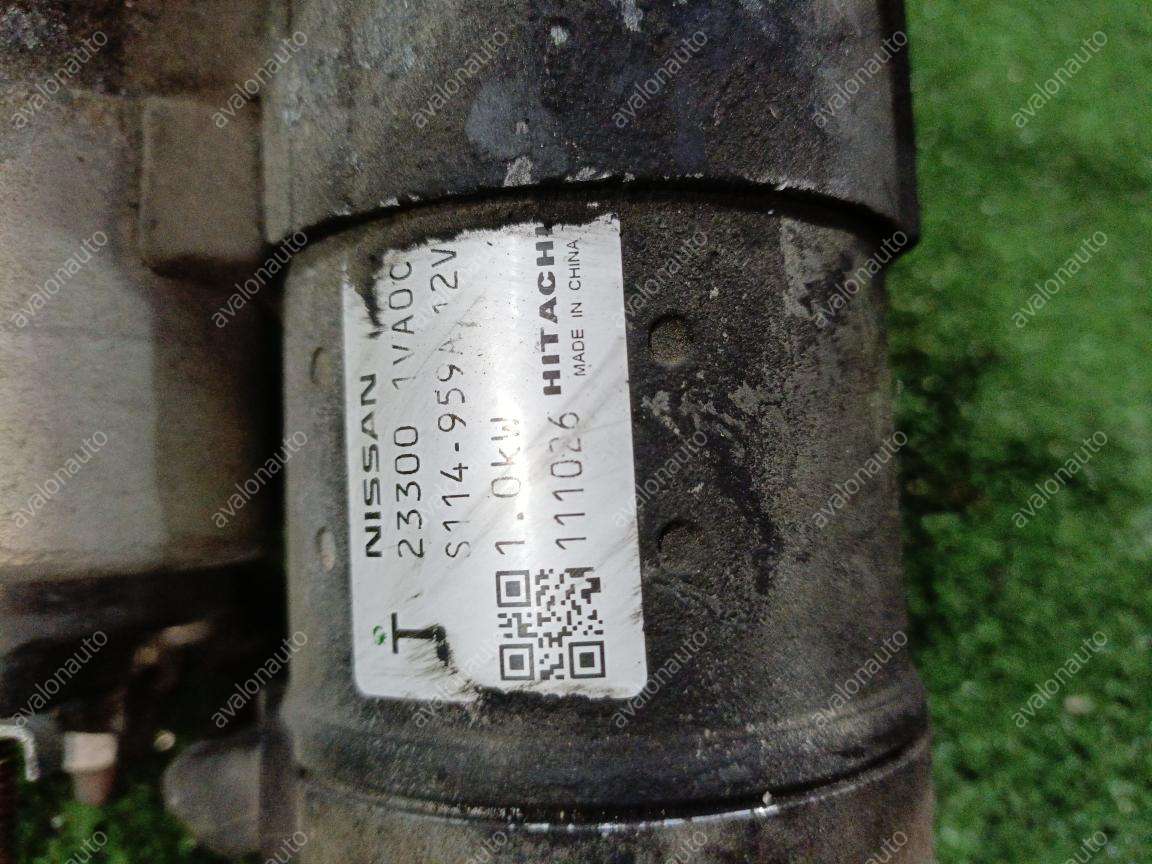 NISSAN
23300 1VA0C
S114-959A 12V
1.0kW
111026 HITACHI
MADE IN CHINA
T
avalonauto